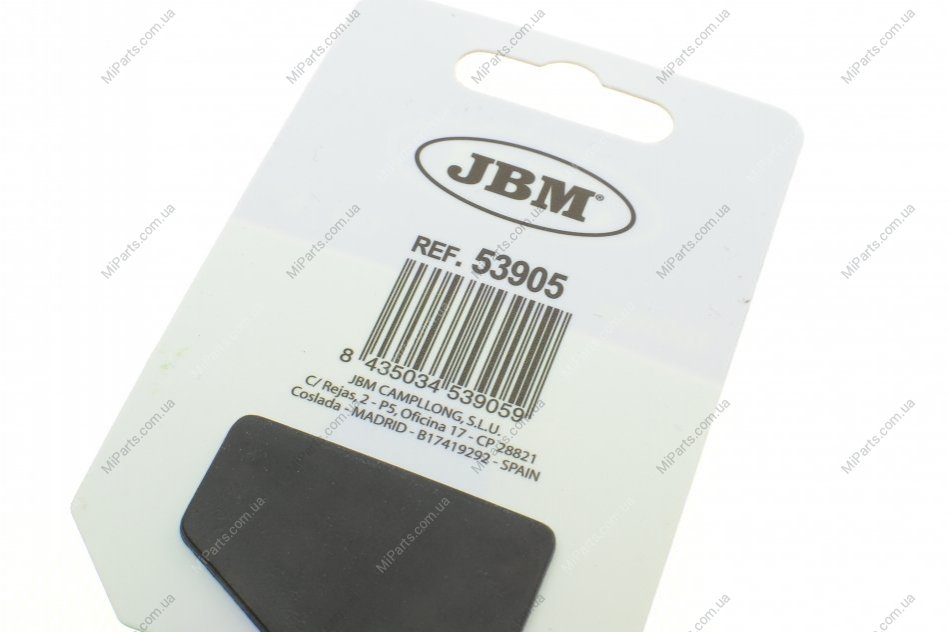 JBM®
REF. 53905
8 435034 539059
JBM CAMPLLONG, S.L.U.
C/ Rejas, 2 - P5, Oficina 17 - CP 28821
Coslada - MADRID - B17419292 - SPAIN
MiParts.com.ua